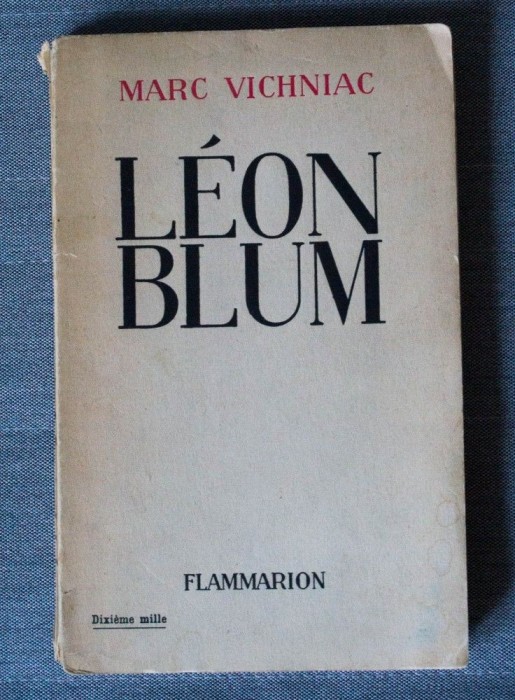 MARC VICHNIAC
LÉON
BLUM
FLAMMARION
Dixième mille